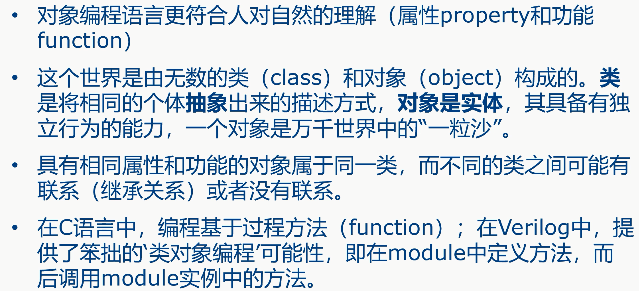 • 对象编程语言更符合人对自然的理解（属性property和功能
function）
• 这个世界是由无数的类（class）和对象（object）构成的。类
是将相同的个体抽象出来的描述方式，对象是实体，其具备有独
立行为的能力，一个对象是万千世界中的“一粒沙”。
• 具有相同属性和功能的对象属于同一类，而不同的类之间可能有
联系（继承关系）或者没有联系。
• 在C语言中，编程基于过程方法（function）；在Verilog中，提
供了笨拙的‘类对象编程’可能性，即在module中定义方法，而
后调用module实例中的方法。